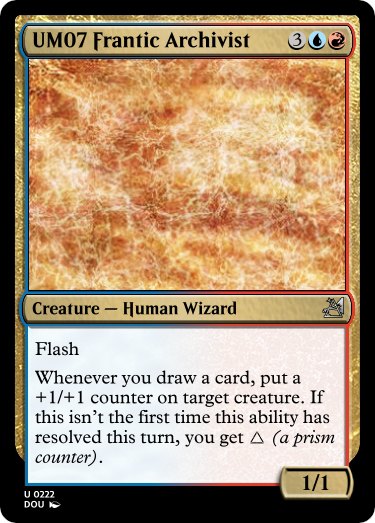 UM07 Frantic Archivist 3
Creature — Human Wizard
Flash
Whenever you draw a card, put a
+1/+1 counter on target creature. If
this isn't the first time this ability has
resolved this turn, you get △ (a prism
counter).
1/1
U 0222
DOU